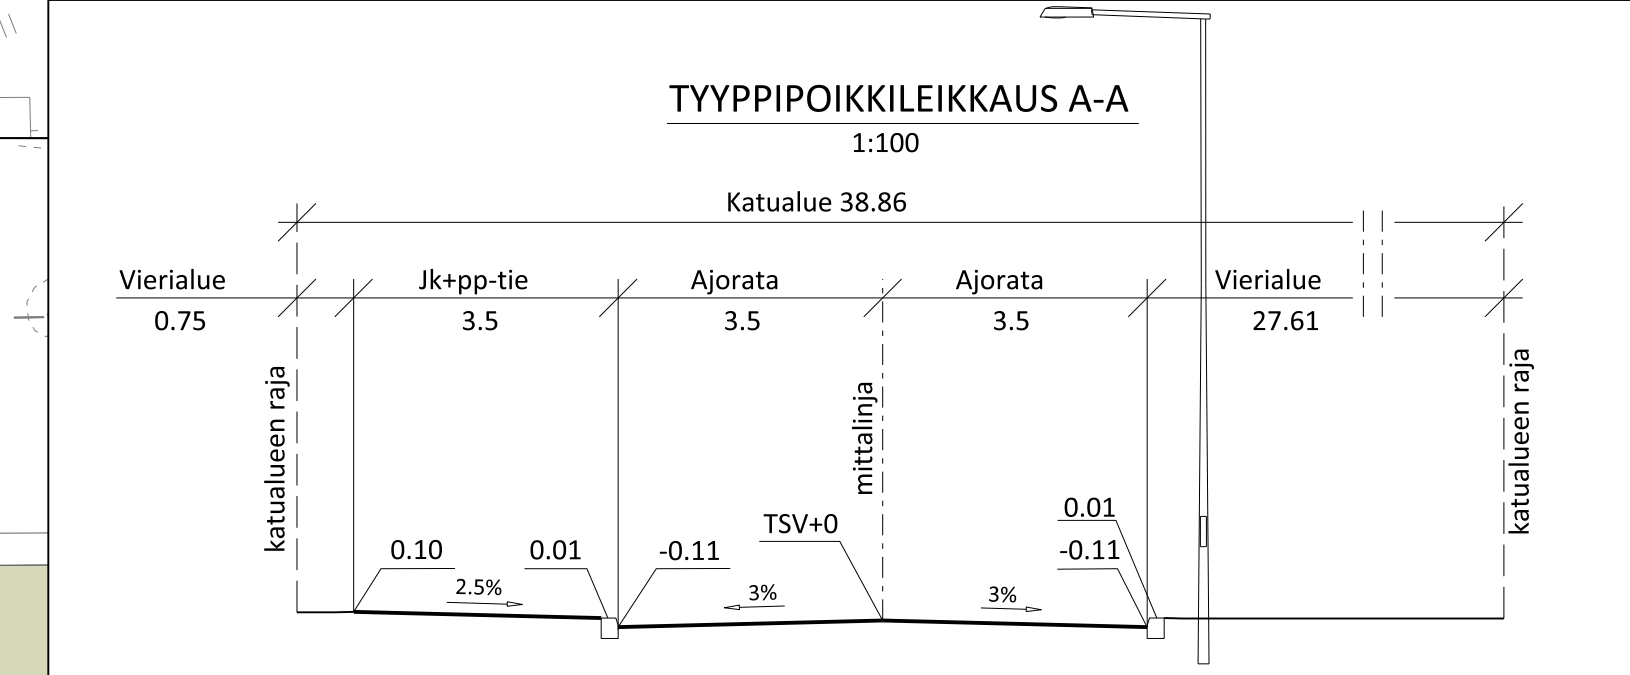 TYYPPIPOIKKILEIKKAUS A-A
1:100
Katualue 38.86
Vierialue
Jk+pp-tie
Ajorata
Ajorata
Vierialue
0.75
3.5
3.5
3.5
27.61
katualueen raja
mittalinja
katualueen raja
0.10
0.01
-0.11
TSV+0
0.01
-0.11
2.5%
3%
3%